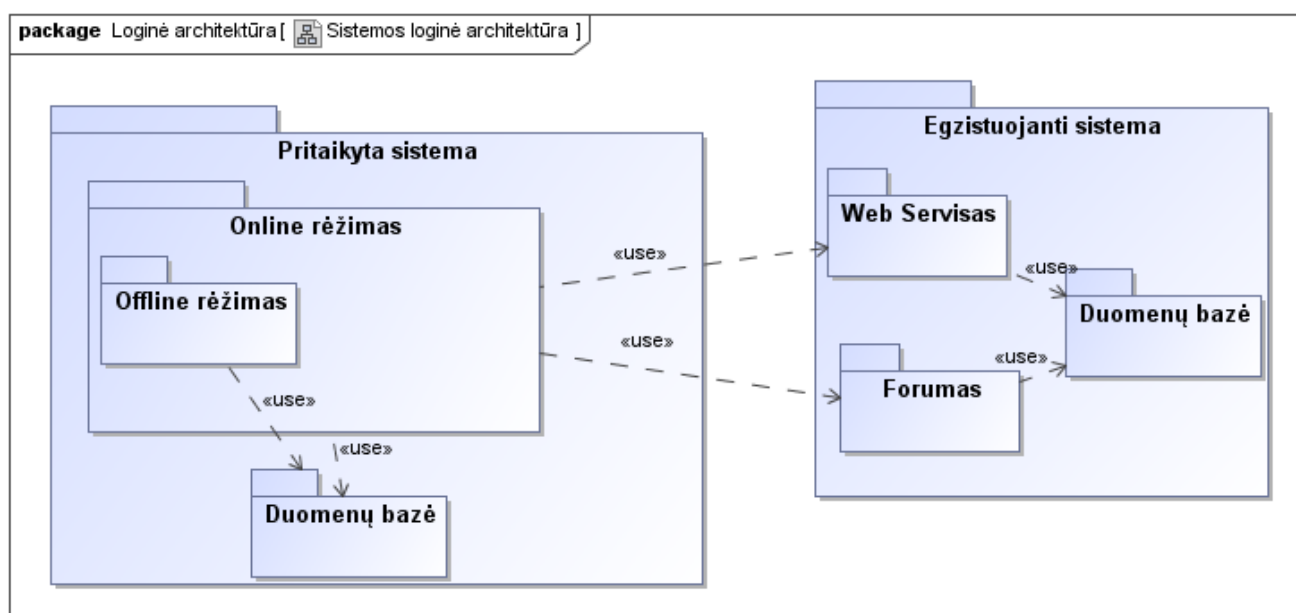 package Loginė architektūra [ Sistemos loginė architektūra ]
Pritaikyta sistema
Online rėžimas
Offline rėžimas
«use»
«use»
Duomenų bazė
«use»
«use»
Egzistuojanti sistema
Web Servisas
«use»
Duomenų bazė
«use»
Forumas